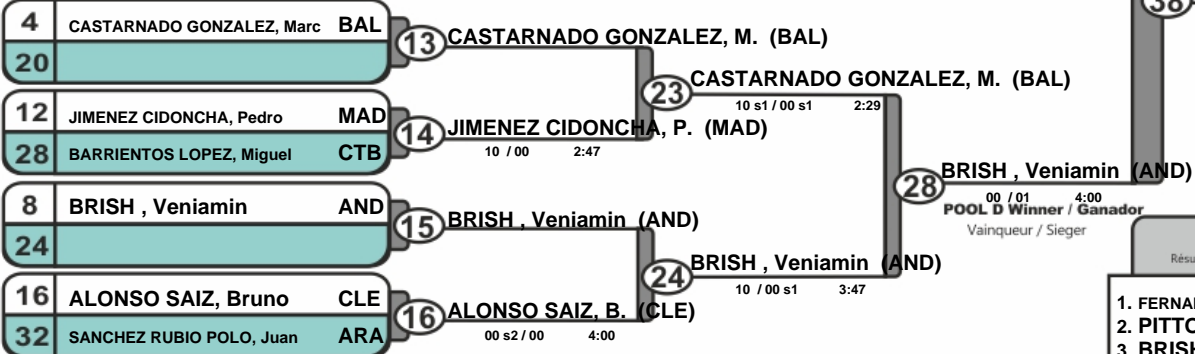 38
4 CASTARNADO GONZALEZ, Marc BAL
20
13 CASTARNADO GONZALEZ, M. (BAL)
23 CASTARNADO GONZALEZ, M. (BAL)
10 s1 / 00 s1 2:29
12 JIMENEZ CIDONCHA, Pedro MAD
28 BARRIENTOS LOPEZ, Miguel CTB
14 JIMENEZ CIDONCHA, P. (MAD)
10 / 00 2:47
28 BRISH , Veniamin (AND)
00 / 01 4:00
POOL D Winner / Ganador
Vainqueur / Sieger
8 BRISH , Veniamin AND
24
15 BRISH , Veniamin (AND)
24 BRISH , Veniamin (AND)
10 / 00 s1 3:47
16 ALONSO SAIZ, Bruno CLE
32 SANCHEZ RUBIO POLO, Juan ARA
16 ALONSO SAIZ, B. (CLE)
00 s2 / 00 4:00
Résu
1. FERNA
2. PITTO
3. BRISH